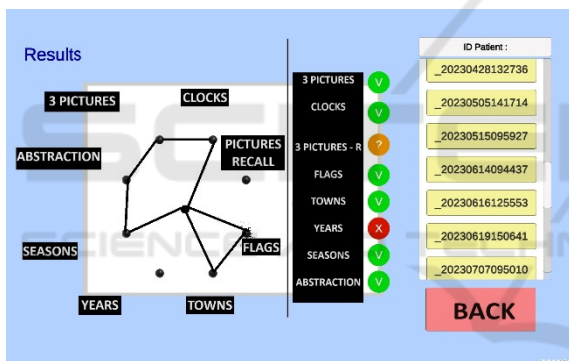 Results
3 PICTURES
CLOCKS
ABSTRACTION
PICTURES
RECALL
SEASONS
FLAGS
YEARS
TOWNS
3 PICTURES V
CLOCKS V
3 PICTURES - R ?
FLAGS V
TOWNS V
YEARS X
SEASONS V
ABSTRACTION V
ID Patient :
_20230428132736
_20230505141714
_20230515095927
_20230614094437
_20230616125553
_20230619150641
_20230707095010
BACK